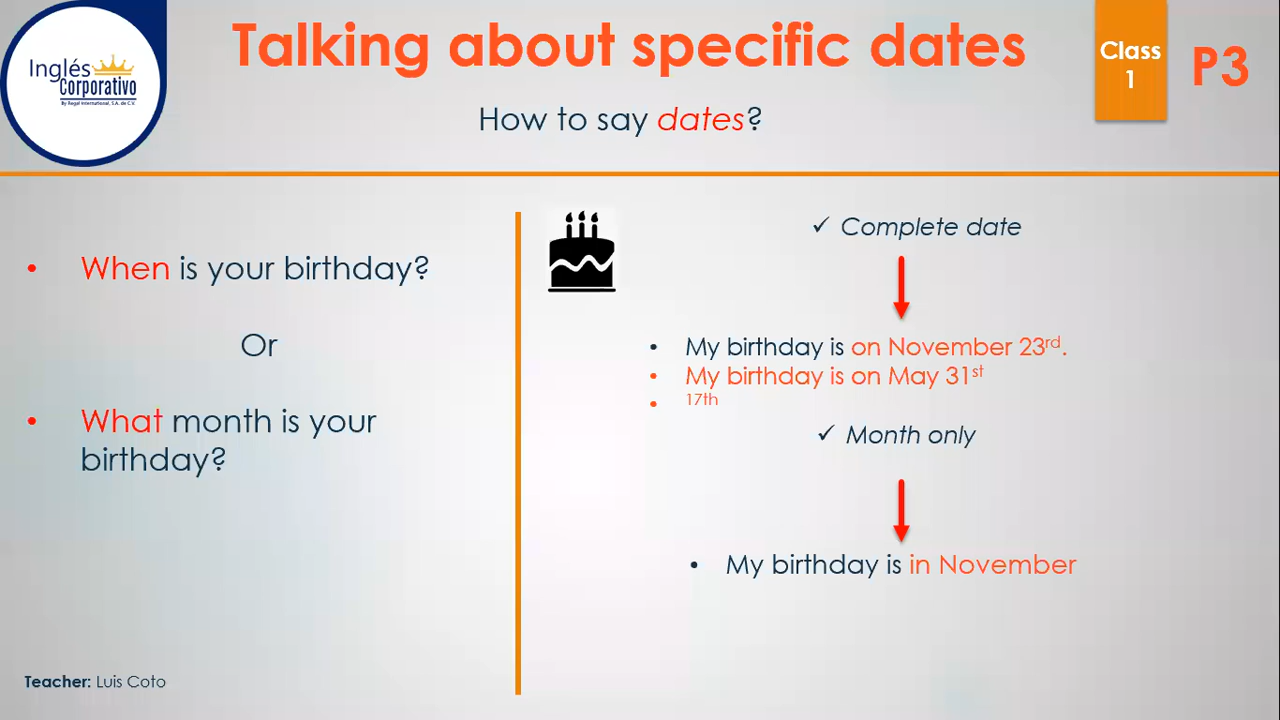 Talking about specific dates
Class
1
P3
Inglés
Corporativo
By Regal International, S.A. de C.V.
How to say dates?
• When is your birthday?
Or
• What month is your
birthday?
✓ Complete date
• My birthday is on November 23rd.
• My birthday is on May 31st
• 17th
✓ Month only
• My birthday is in November
Teacher: Luis Coto